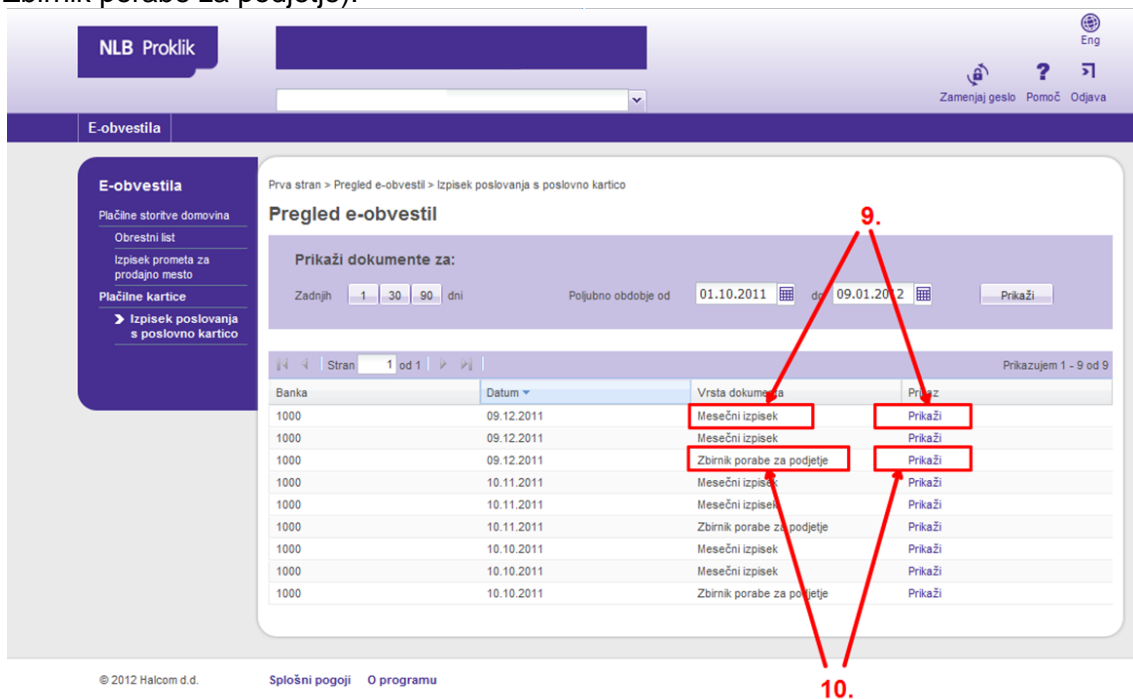 Zbirnik porabe za podjetje).
NLB Proklik
Eng
Zamenjaj geslo Pomoč Odjava
E-obvestila
E-obvestila
Plačilne storitve domovina
Obrestni list
Izpisek prometa za
prodajno mesto
Plačilne kartice
Izpisek poslovanja
s poslovno kartico
Prva stran > Pregled e-obvestil > Izpisek poslovanja s poslovno kartico
Pregled e-obvestil
9.
Prikaži dokumente za:
Zadnjih 1 30 90 dni Poljubno obdobje od 01.10.2011 do 09.01.2012 Prikaži
Stran 1 od 1 Prikazujem 1 - 9 od 9
Banka Datum Vrsta dokumenta Prikaz
1000 09.12.2011 Mesečni izpisek Prikaži
1000 09.12.2011 Mesečni izpisek Prikaži
1000 09.12.2011 Zbirnik porabe za podjetje Prikaži
1000 10.11.2011 Mesečni izpisek Prikaži
1000 10.11.2011 Mesečni izpisek Prikaži
1000 10.11.2011 Zbirnik porabe za podjetje Prikaži
1000 10.10.2011 Mesečni izpisek Prikaži
1000 10.10.2011 Mesečni izpisek Prikaži
1000 10.10.2011 Zbirnik porabe za podjetje Prikaži
© 2012 Halcom d.d. Splošni pogoji O programu
10.